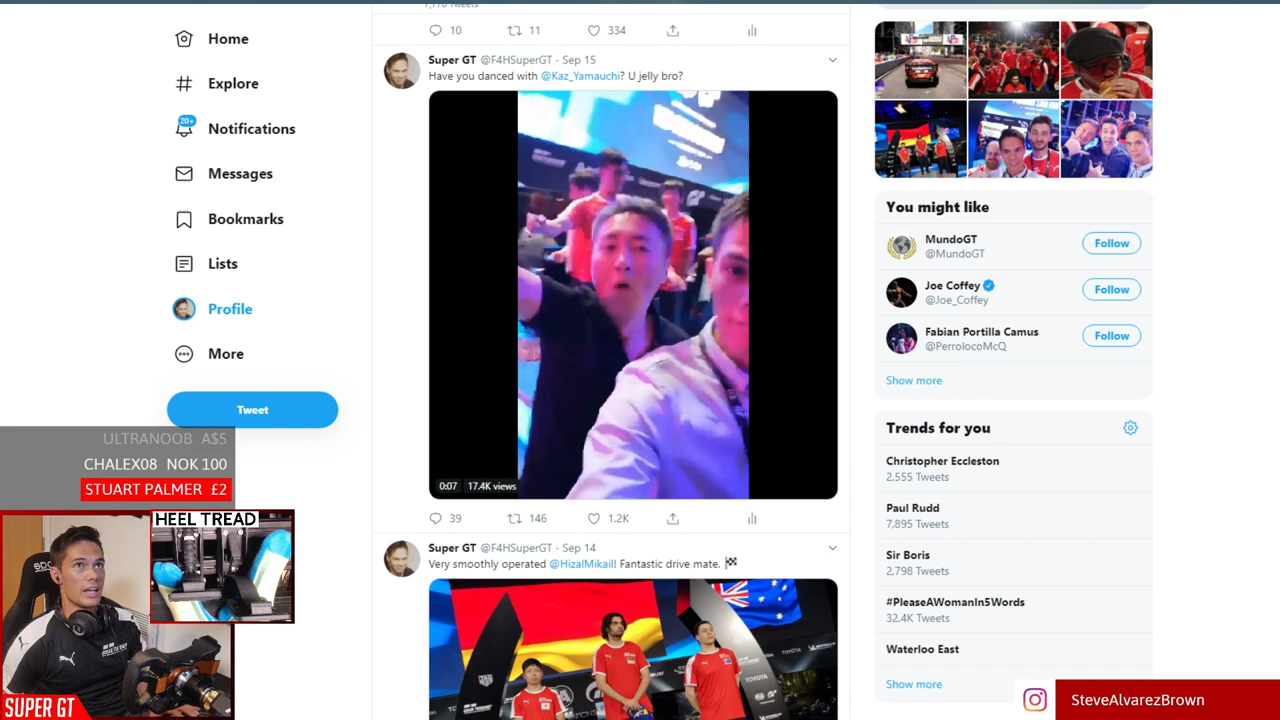 7,770 Tweets
10
11
334
Home
Explore
20+
Notifications
Messages
Bookmarks
Lists
Profile
More
Tweet
ULTRANOOB A$5
CHALEX08 NOK 100
STUART PALMER £2
HEEL TREAD
SUPER GT
Super GT @F4HSuperGT · Sep 15
Have you danced with @Kaz_Yamauchi? U jelly bro?
0:07
17.4K views
39
146
1.2K
Super GT @F4HSuperGT · Sep 14
Very smoothly operated @HizalMikail! Fantastic drive mate.
TOYOTA
You might like
MundoGT
@MundoGT
Follow
Joe Coffey
@Joe_Coffey
Follow
Fabian Portilla Camus
@PerrolocoMcQ
Follow
Show more
Trends for you
Christopher Eccleston
2,555 Tweets
Paul Rudd
7,895 Tweets
Sir Boris
2,798 Tweets
#PleaseAWomanIn5Words
32.4K Tweets
Waterloo East
Show more
SteveAlvarezBrown